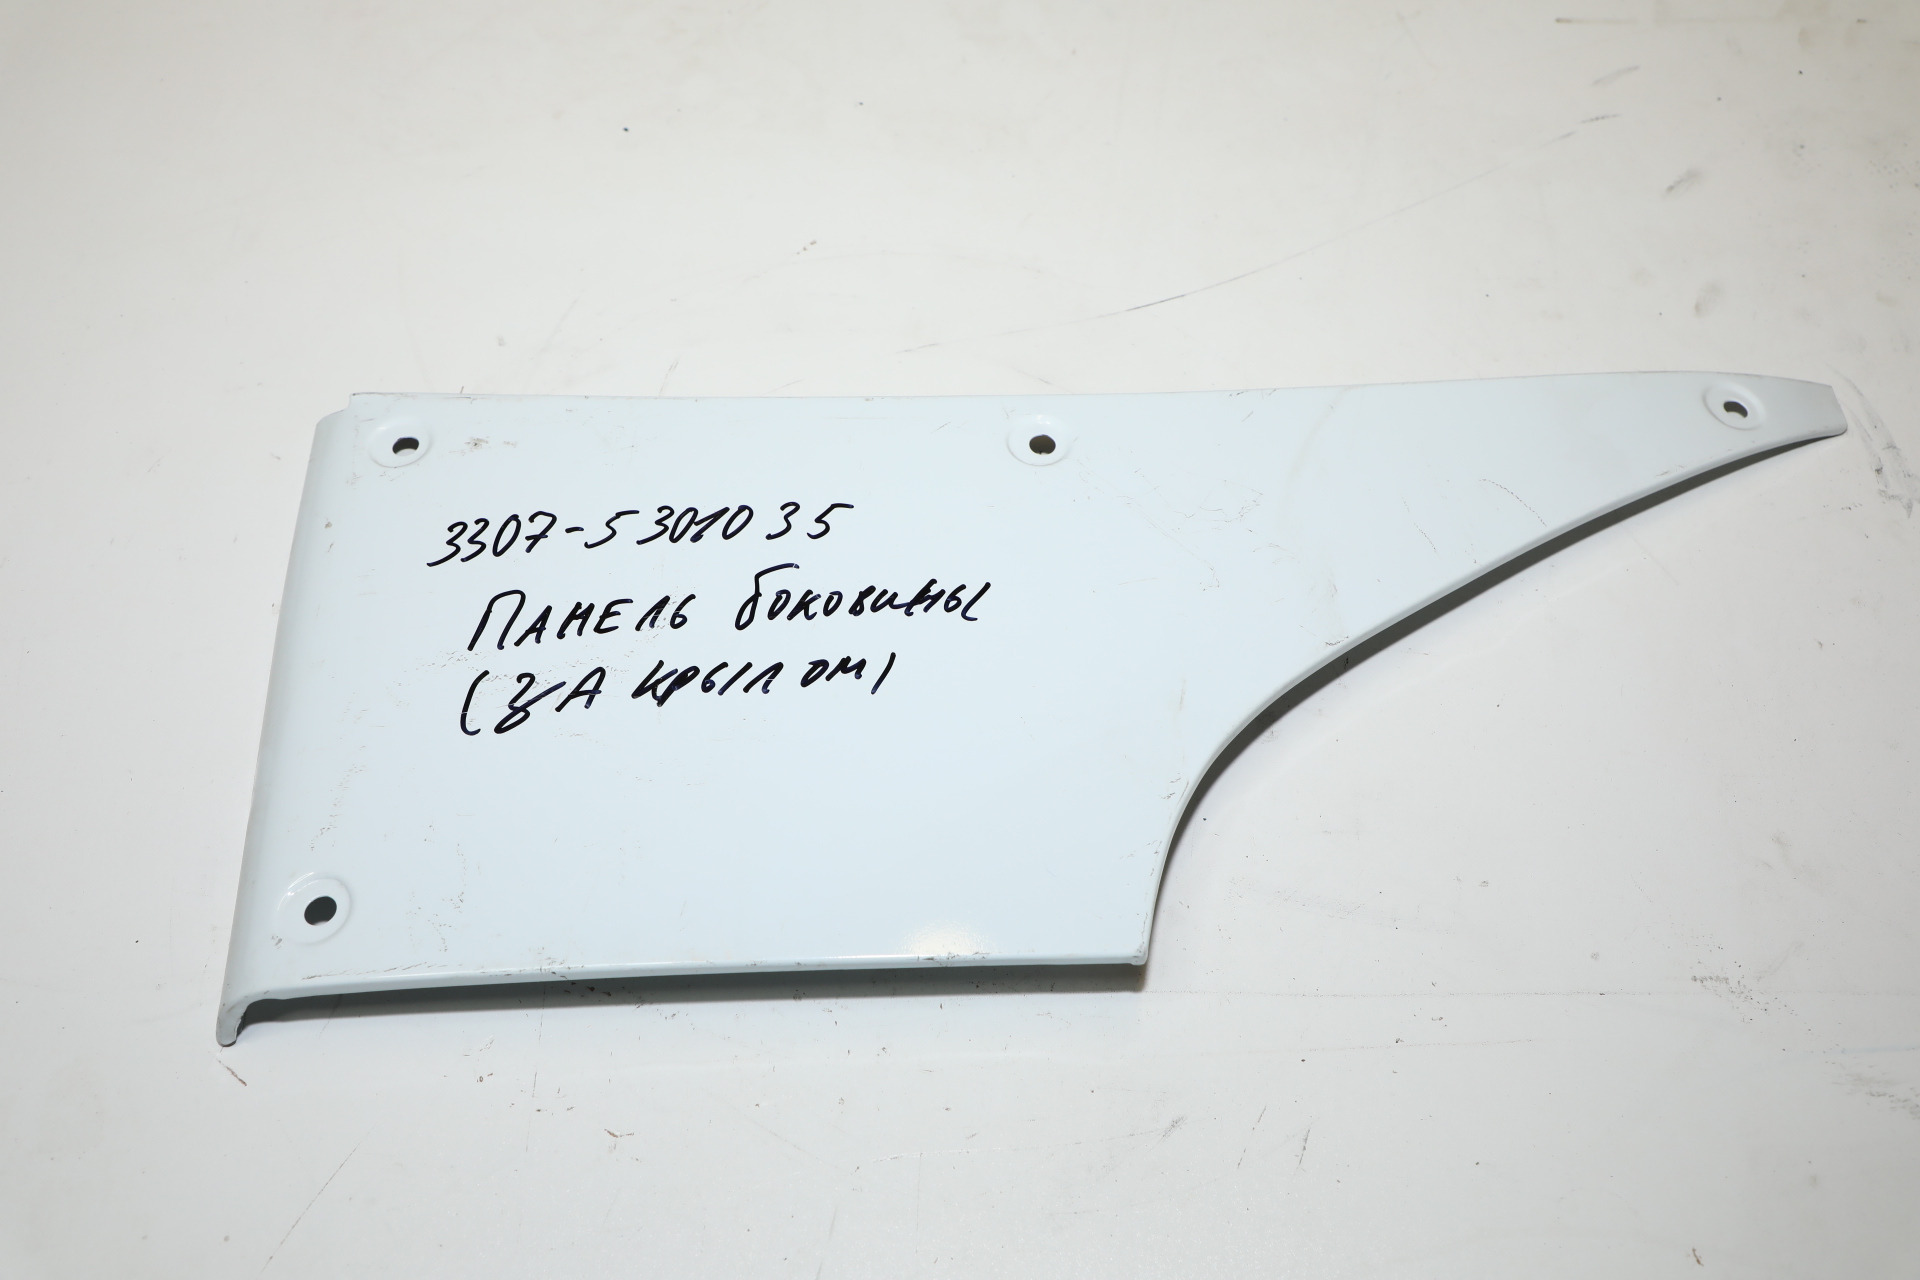 3307-5301035
Панель боковины
(за крылом)